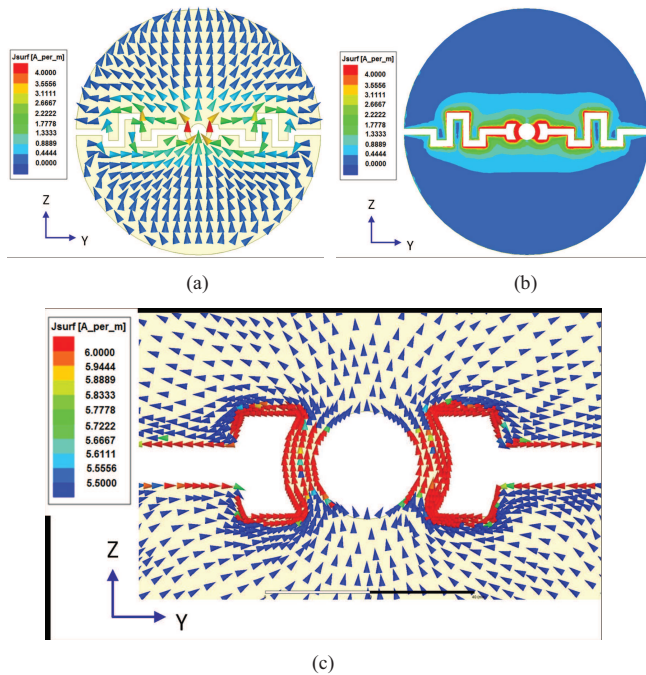 Jsurf [A_per_m]
4.0000
3.5556
3.1111
2.6667
2.2222
1.7778
1.3333
0.8889
0.4444
0.0000
Z
Y
(a)
Jsurf [A_per_m]
4.0000
3.5556
3.1111
2.6667
2.2222
1.7778
1.3333
0.8889
0.4444
0.0000
Z
Y
(b)
Jsurf [A_per_m]
6.0000
5.9444
5.8889
5.8333
5.7778
5.7222
5.6667
5.6111
5.5556
5.5000
Z
Y
(c)